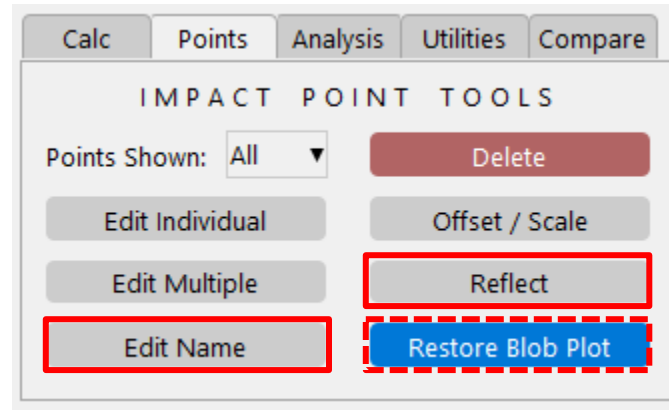 Calc Points Analysis Utilities Compare
IMPACT POINT TOOLS
Points Shown: All ▼ Delete
Edit Individual Offset / Scale
Edit Multiple Reflect
Edit Name Restore Blob Plot